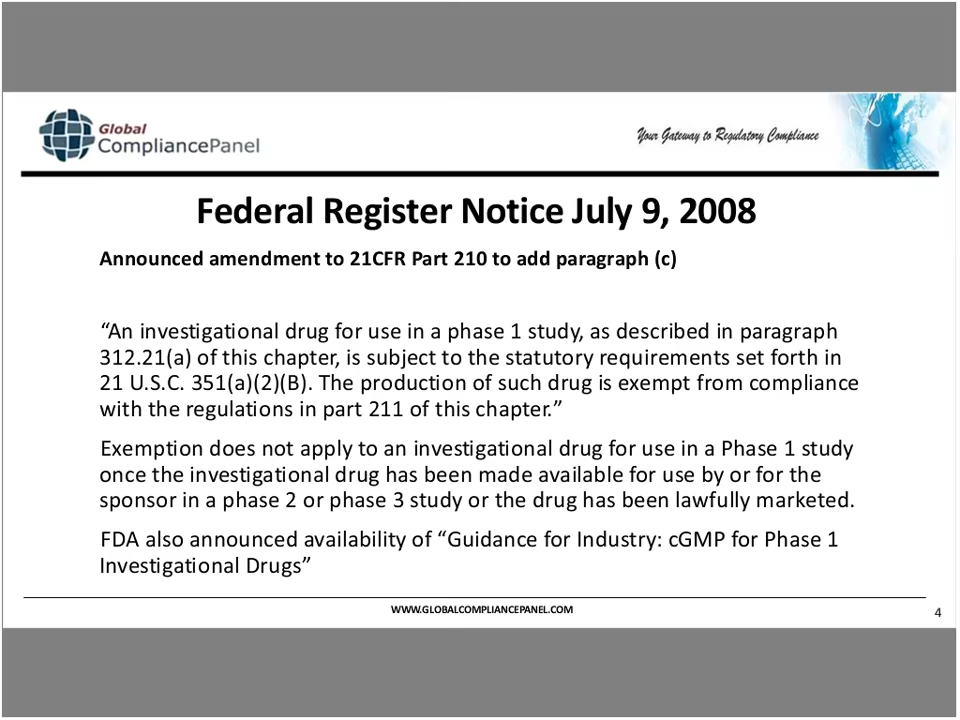 Global
CompliancePanel
Your Gateway to Regulatory Compliance
Federal Register Notice July 9, 2008
Announced amendment to 21CFR Part 210 to add paragraph (c)
“An investigational drug for use in a phase 1 study, as described in paragraph
312.21(a) of this chapter, is subject to the statutory requirements set forth in
21 U.S.C. 351(a)(2)(B). The production of such drug is exempt from compliance
with the regulations in part 211 of this chapter.”
Exemption does not apply to an investigational drug for use in a Phase 1 study
once the investigational drug has been made available for use by or for the
sponsor in a phase 2 or phase 3 study or the drug has been lawfully marketed.
FDA also announced availability of “Guidance for Industry: cGMP for Phase 1
Investigational Drugs”
WWW.GLOBALCOMPLIANCEPANEL.COM
4